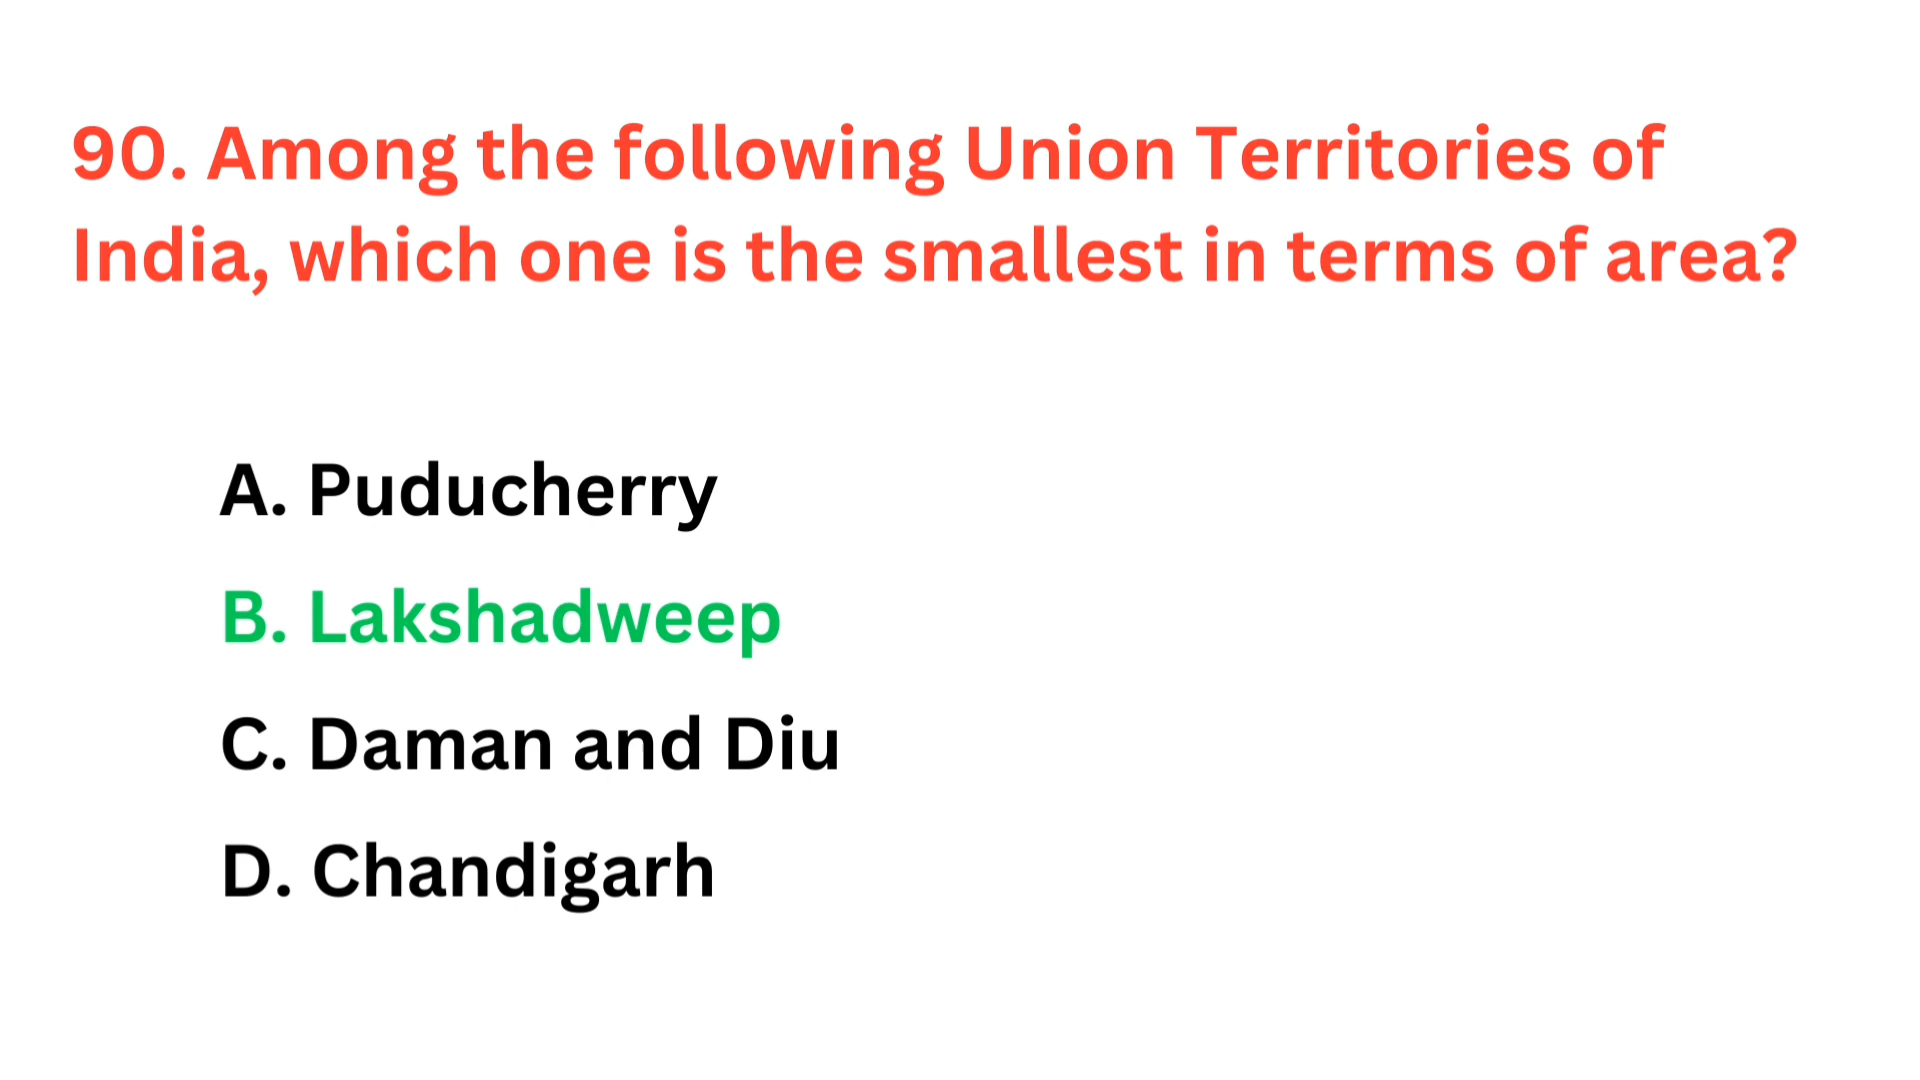 90. Among the following Union Territories of
India, which one is the smallest in terms of area?
A. Puducherry
B. Lakshadweep
C. Daman and Diu
D. Chandigarh